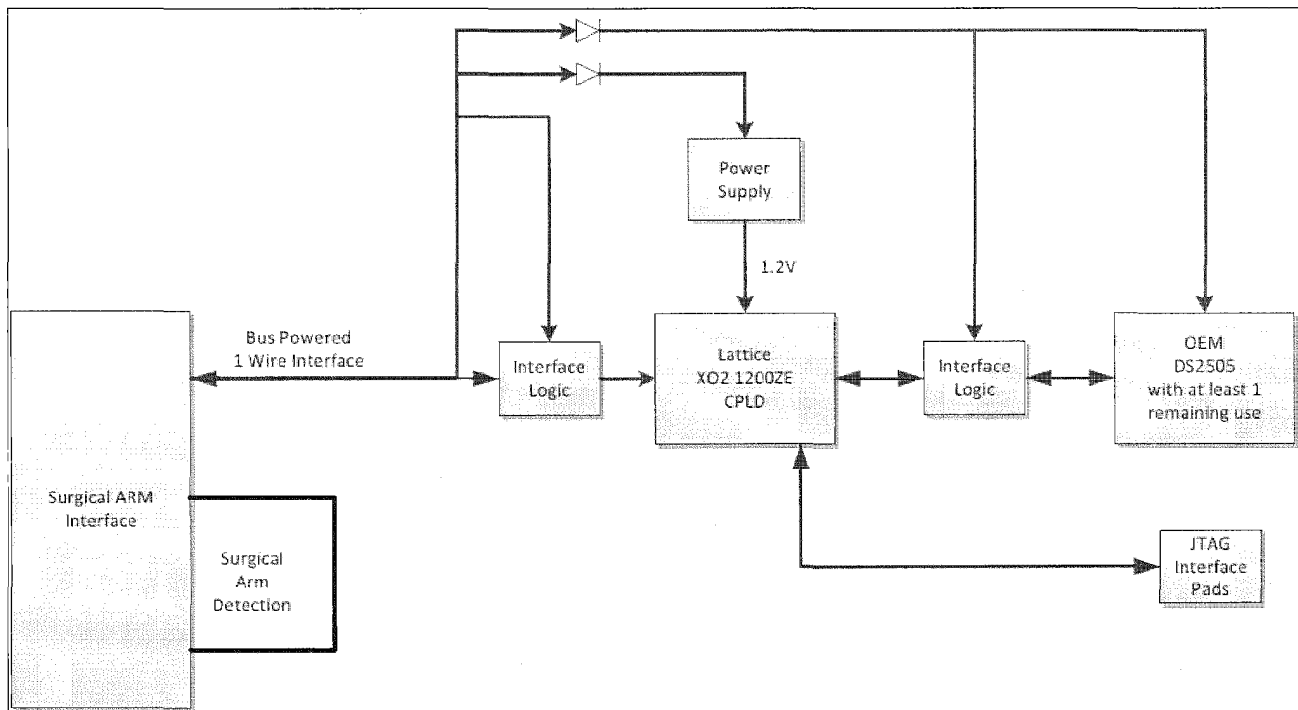 Power
Supply
1.2V
Bus Powered
1 Wire Interface
Interface
Logic
Lattice
XO2 1200ZE
CPLD
Interface
Logic
OEM
DS2505
with at least 1
remaining use
Surgical ARM
Interface
Surgical
Arm
Detection
JTAG
Interface
Pads